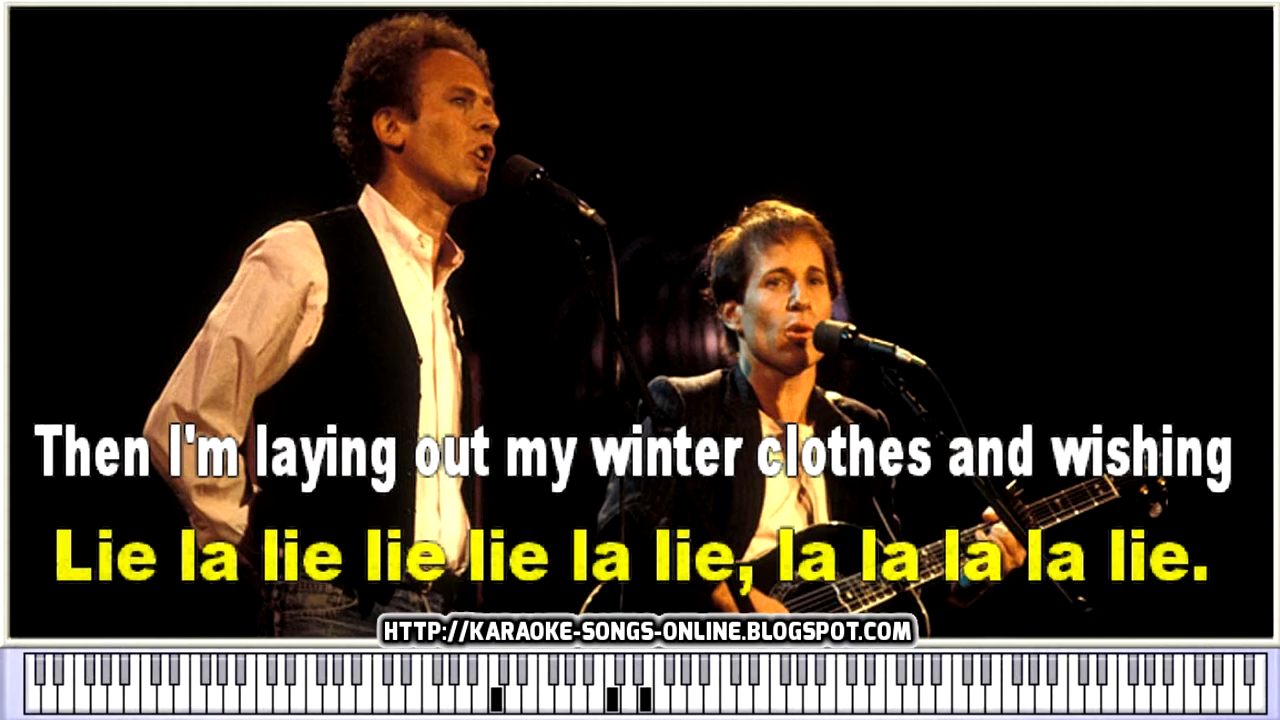 Then I'm laying out my winter clothes and wishing
Lie la lie lie lie la lie, la la la la lie.
HTTP://KARAOKE-SONGS-ONLINE.BLOGSPOT.COM